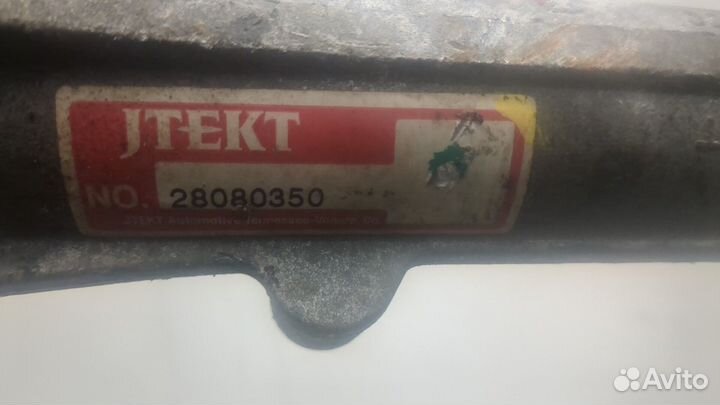 JTEKT
NO. 28080350
JTEKT Automotive Tennessee-Vonore, Co.
Avito